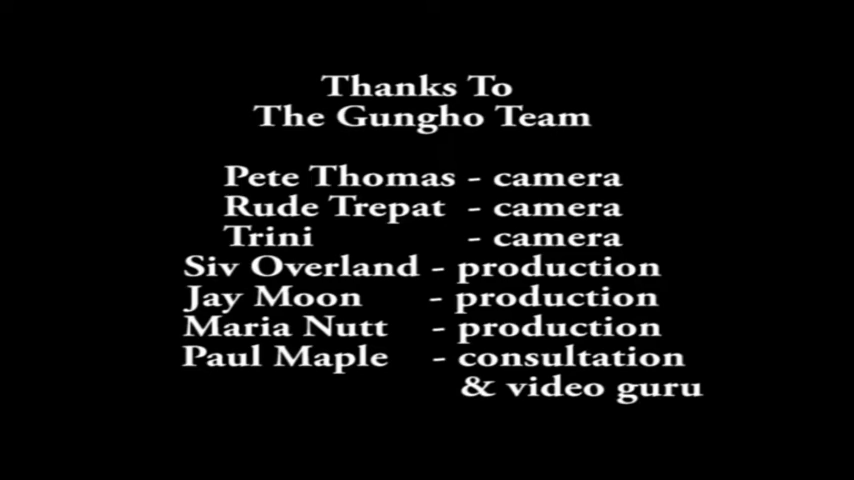 Thanks To
The Gungho Team
Pete Thomas - camera
Rude Trepat - camera
Trini - camera
Siv Overland - production
Jay Moon - production
Maria Nutt - production
Paul Maple - consultation
& video guru